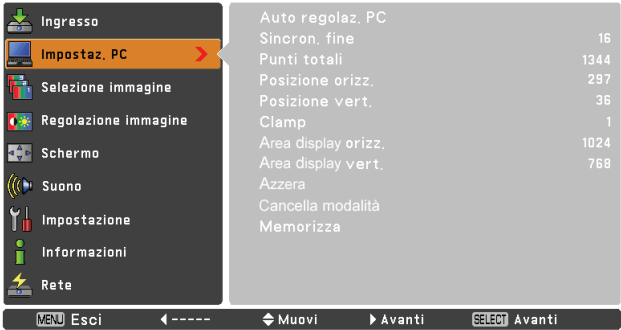 Ingresso
Impostaz. PC
Selezione immagine
Regolazione immagine
Schermo
Suono
Impostazione
Informazioni
Rete
Auto regolaz. PC
Sincron. fine 16
Punti totali 1344
Posizione orizz. 297
Posizione vert. 36
Clamp 1
Area display orizz. 1024
Area display vert. 768
Azzera
Cancella modalità
Memorizza
MENU Esci ----- Muovi Avanti SELECT Avanti